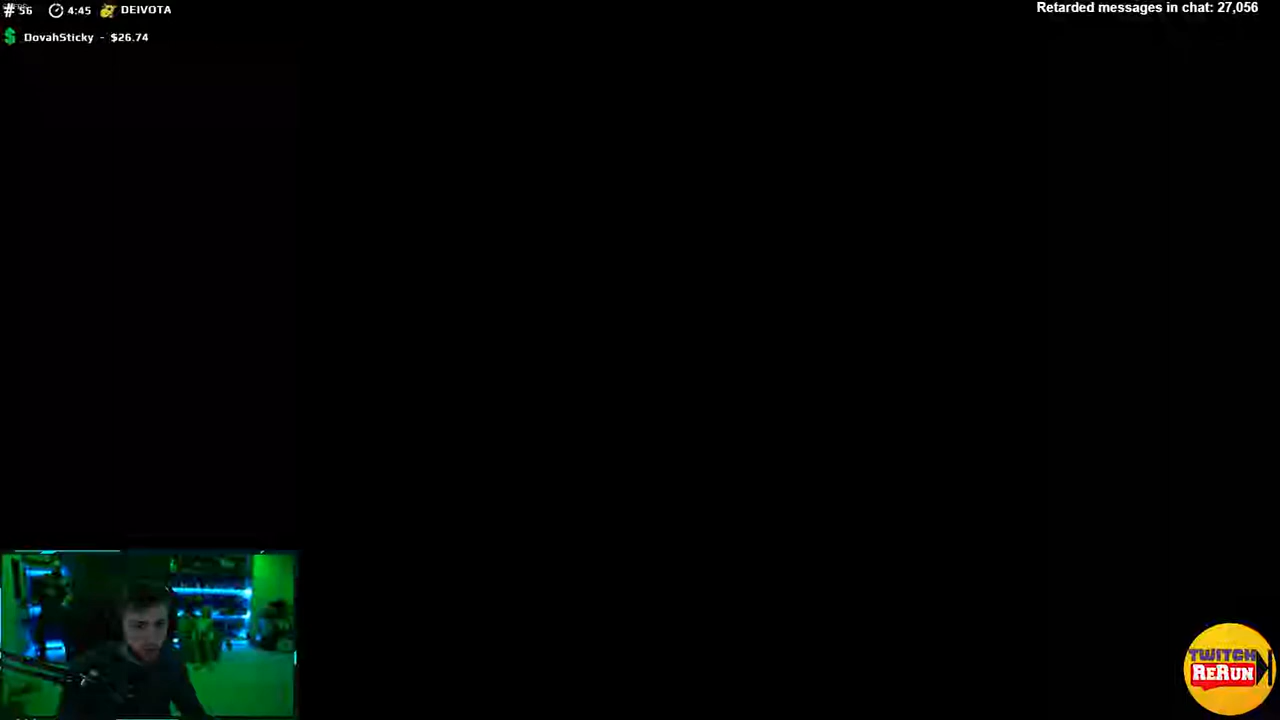 # 56 4:45 DEIVOTA
Retarded messages in chat: 27,056
$ DovahSticky - $26.74
TWITCH
RERUN